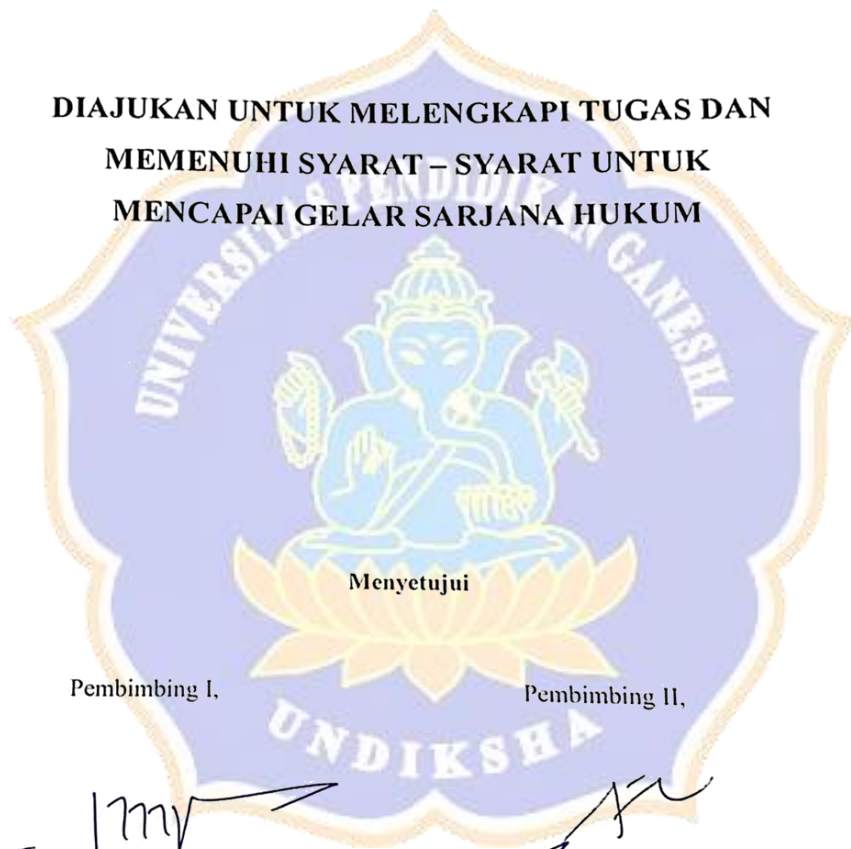 DIAJUKAN UNTUK MELENGKAPI TUGAS DAN
MEMENUHI SYARAT – SYARAT UNTUK
MENCAPAI GELAR SARJANA HUKUM
UNIVERSITAS PENDIDIKAN GANESHA
Menyetujui
Pembimbing I,
Pembimbing II,
UNDIKSHA